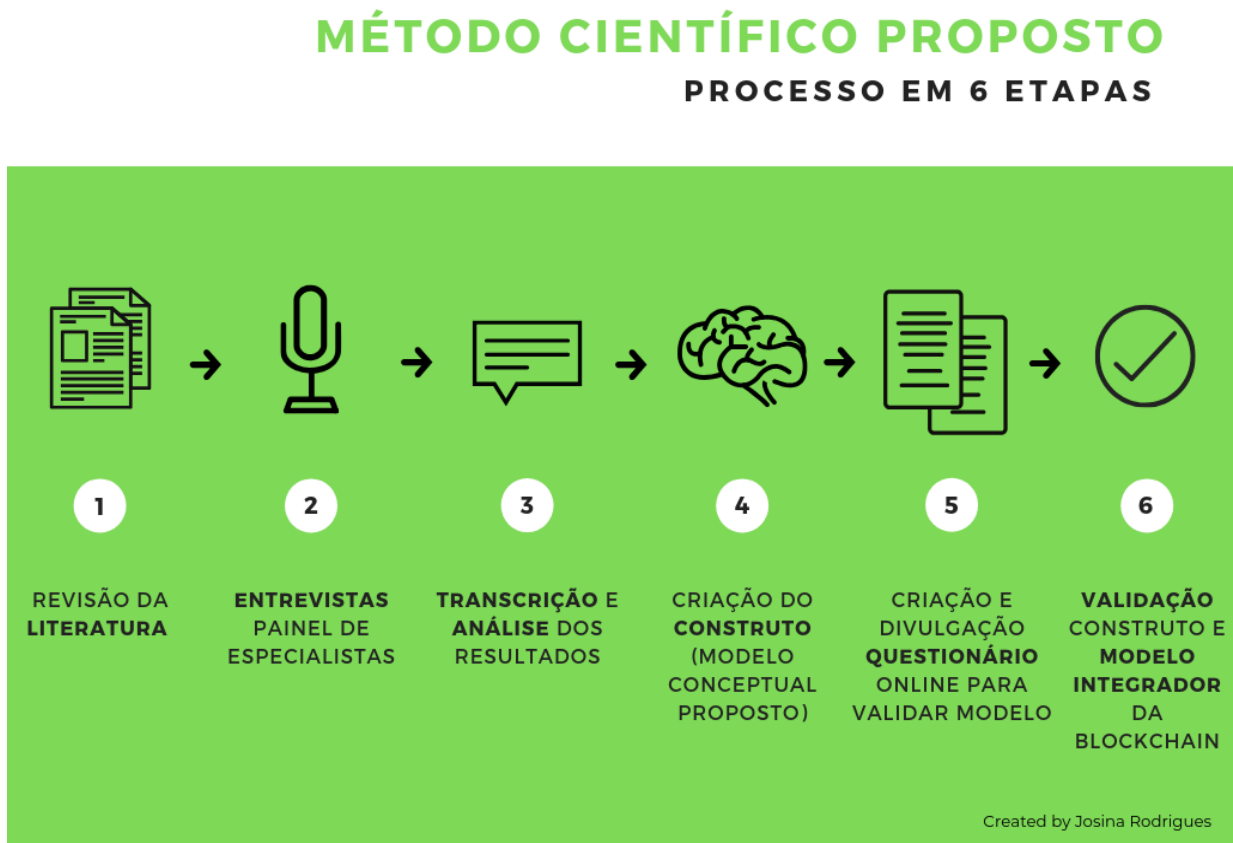 MÉTODO CIENTÍFICO PROPOSTO
PROCESSO EM 6 ETAPAS
1
REVISÃO DA
LITERATURA
2
ENTREVISTAS
PAINEL DE
ESPECIALISTAS
3
TRANSCRIÇÃO E
ANÁLISE DOS
RESULTADOS
4
CRIAÇÃO DO
CONSTRUTO
(MODELO
CONCEPTUAL
PROPOSTO)
5
CRIAÇÃO E
DIVULGAÇÃO
QUESTIONÁRIO
ONLINE PARA
VALIDAR MODELO
6
VALIDAÇÃO
CONSTRUTO E
MODELO
INTEGRADOR
DA
BLOCKCHAIN
Created by Josina Rodrigues